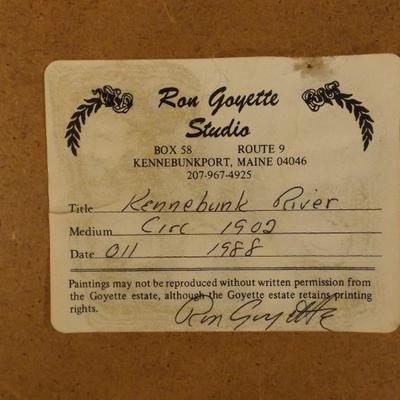 Ron Goyette
Studio
BOX 58 ROUTE 9
KENNEBUNKPORT, MAINE 04046
207-967-4925
Title Kennebunk River
Medium Circ 1902
Date Oil 1988
Paintings may not be reproduced without written permission from
the Goyette estate, although the Goyette estate retains printing
rights.
Ron Goyette